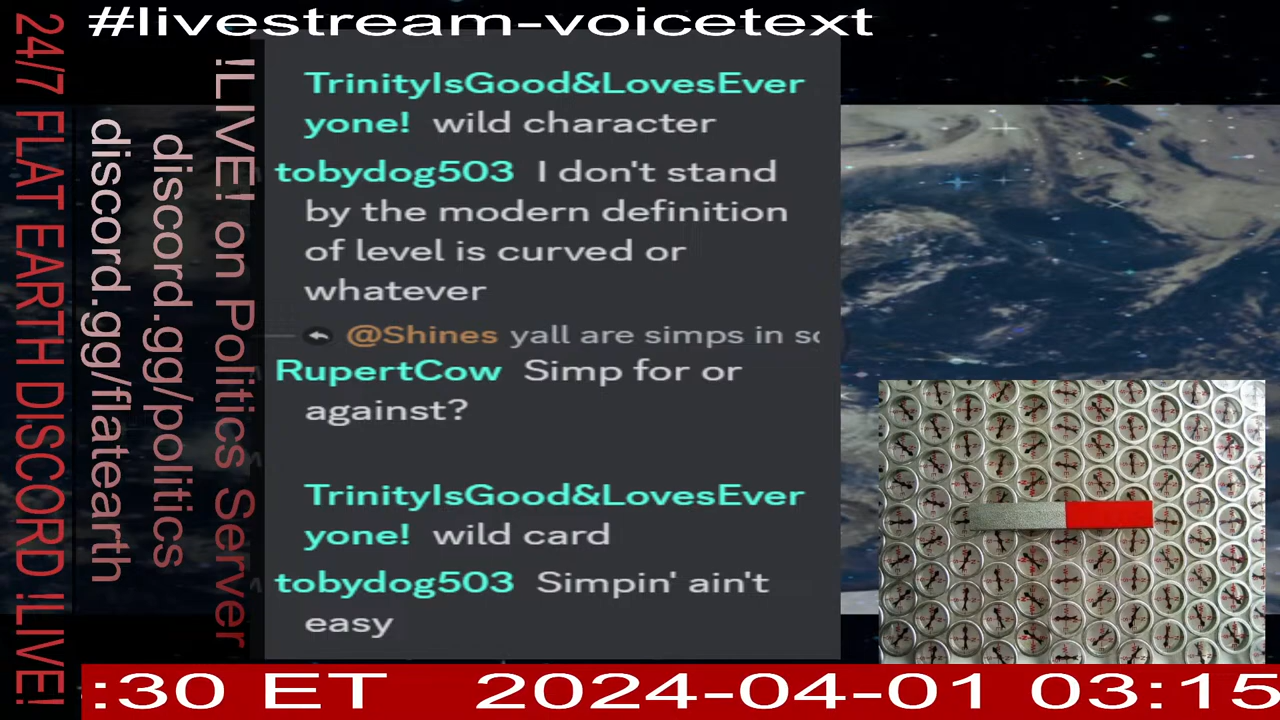 #livestream-voicetext
24/7 FLAT EARTH DISCORD !LIVE!
discord.gg/flatearth
discord.gg/politics
!LIVE! on Politics Server
TrinityIsGood&LovesEver
yone! wild character
tobydog503 I don't stand
by the modern definition
of level is curved or
whatever
@Shines yall are simps in sc
RupertCow Simp for or
against?
TrinityIsGood&LovesEver
yone! wild card
tobydog503 Simpin' ain't
easy
:30 ET 2024-04-01 03:15